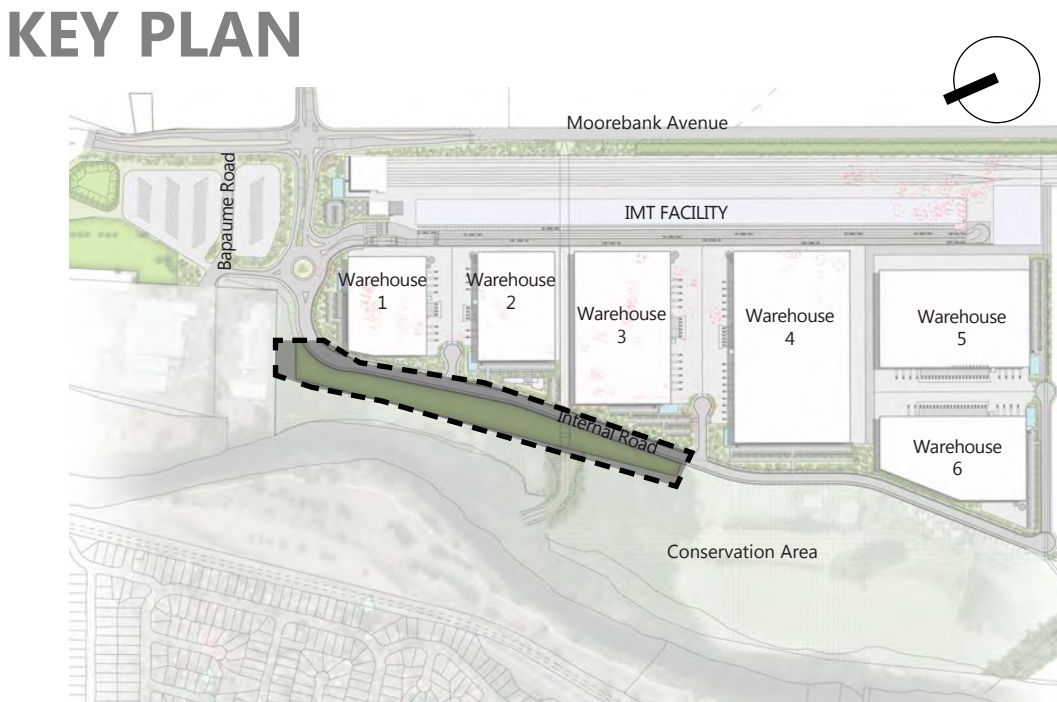 KEY PLAN
Moorebank Avenue
Bapaume Road
IMT FACILITY
Warehouse
1
Warehouse
2
Warehouse
3
Warehouse
4
Warehouse
5
Internal Road
Warehouse
6
Conservation Area